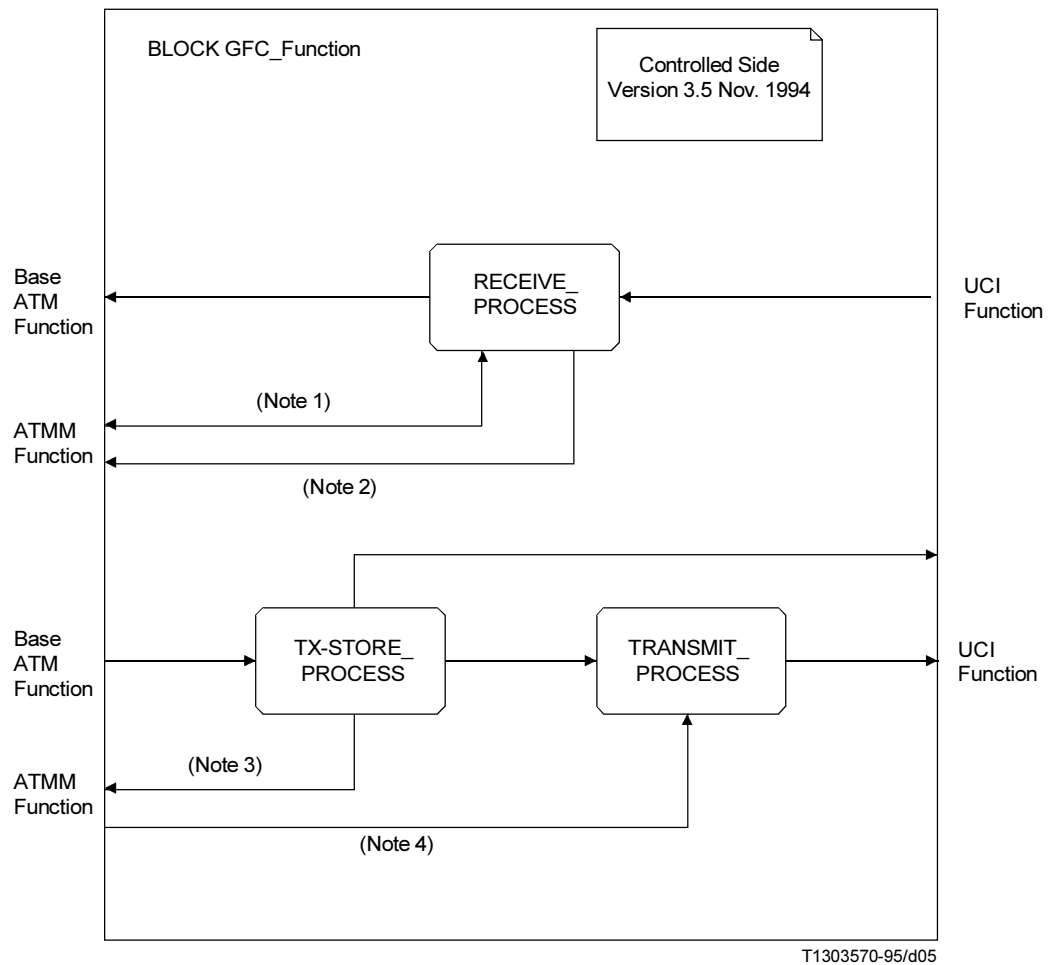 BLOCK GFC_Function
Controlled Side
Version 3.5 Nov. 1994
Base
ATM
Function
RECEIVE_
PROCESS
UCI
Function
(Note 1)
ATMM
Function
(Note 2)
Base
ATM
Function
TX-STORE_
PROCESS
TRANSMIT_
PROCESS
UCI
Function
(Note 3)
ATMM
Function
(Note 4)
T1303570-95/d05